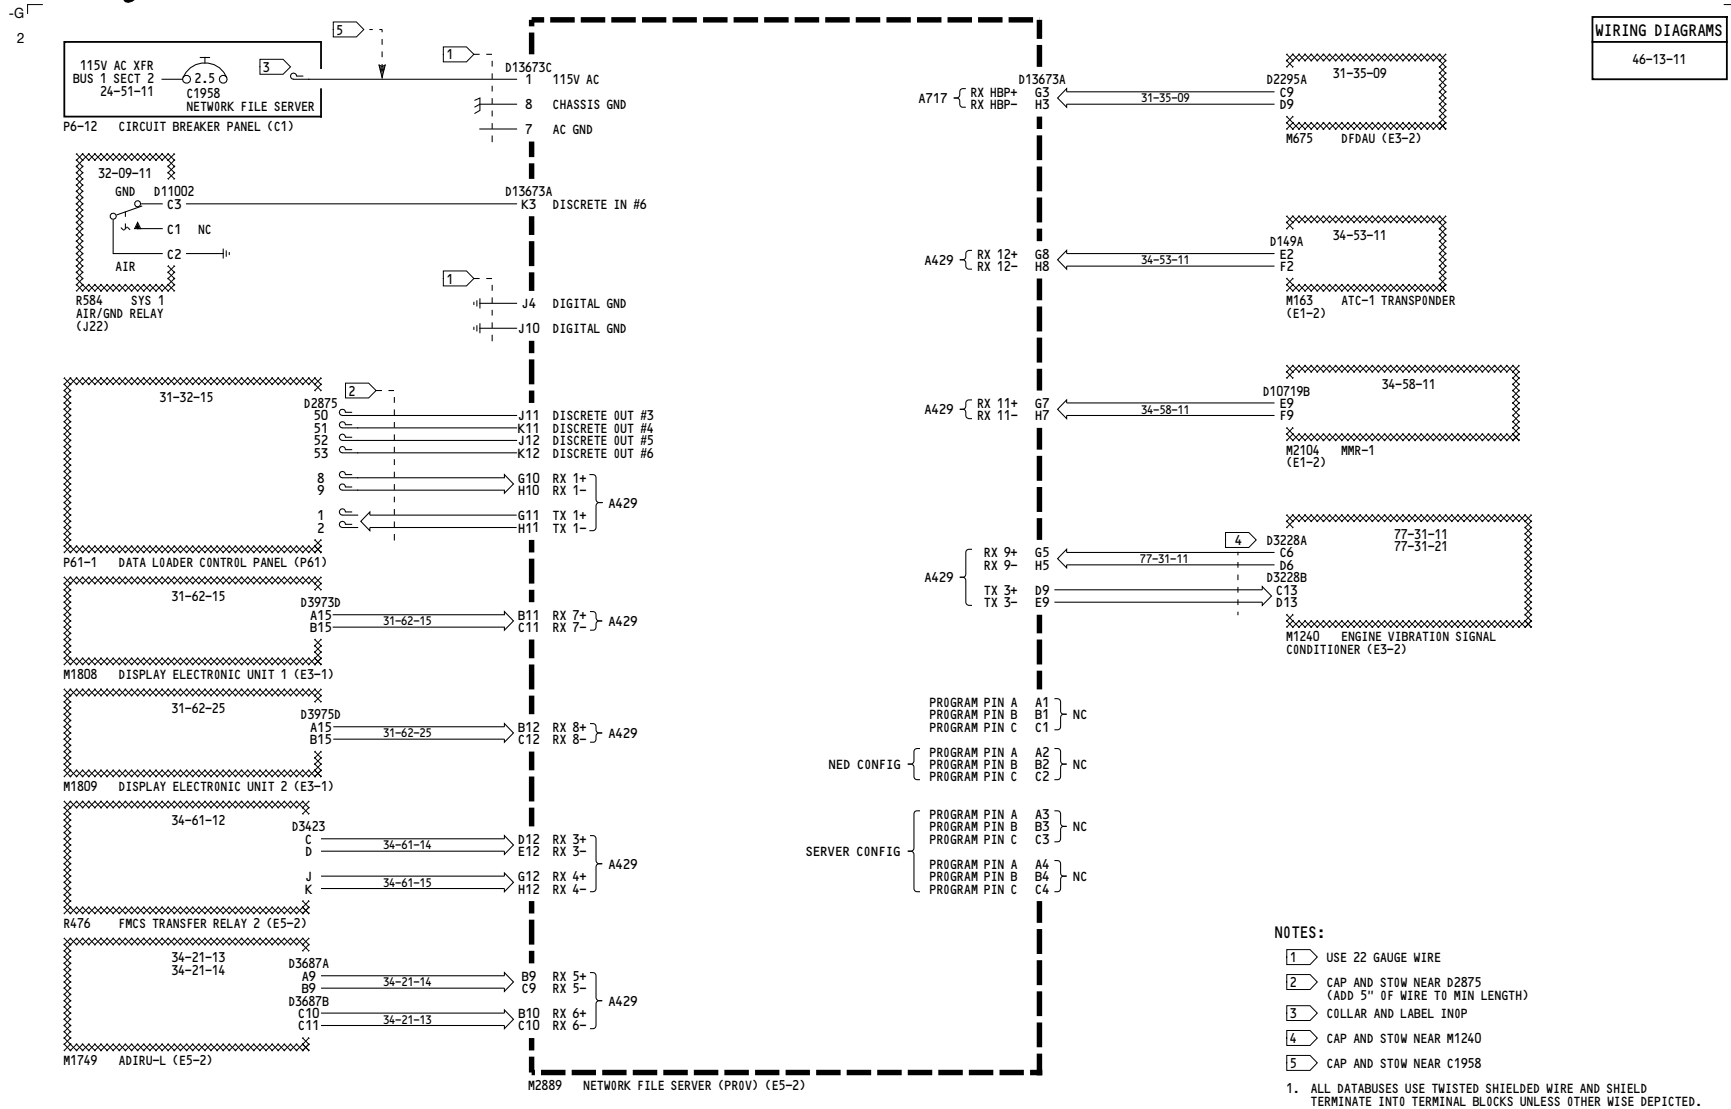 -G
2
WIRING DIAGRAMS
46-13-11
5
1
115V AC XFR
BUS 1 SECT 2
24-51-11
2.5
C1958
NETWORK FILE SERVER
3
P6-12 CIRCUIT BREAKER PANEL (C1)
D13673C
1 115V AC
8 CHASSIS GND
7 AC GND
32-09-11
GND D11002
C3
C1 NC
C2
AIR
R584 SYS 1
AIR/GND RELAY
(J22)
D13673A
K3 DISCRETE IN #6
1
J4 DIGITAL GND
J10 DIGITAL GND
31-32-15
2
D2875
50 J11 DISCRETE OUT #3
51 K11 DISCRETE OUT #4
52 J12 DISCRETE OUT #5
53 K12 DISCRETE OUT #6
8 G10 RX 1+
9 H10 RX 1-
A429
1 G11 TX 1+
2 H11 TX 1-
P61-1 DATA LOADER CONTROL PANEL (P61)
31-62-15
D3973D
A15 B11 RX 7+
31-62-15 A429
B15 C11 RX 7-
M1808 DISPLAY ELECTRONIC UNIT 1 (E3-1)
31-62-25
D3975D
A15 B12 RX 8+
31-62-25 A429
B15 C12 RX 8-
M1809 DISPLAY ELECTRONIC UNIT 2 (E3-1)
34-61-12
D3423
C D12 RX 3+
34-61-14
D E12 RX 3-
A429
J G12 RX 4+
34-61-15
K H12 RX 4-
R476 FMCS TRANSFER RELAY 2 (E5-2)
34-21-13
34-21-14
D3687A
A9 B9 RX 5+
34-21-14
B9 C9 RX 5-
D3687B A429
C10 B10 RX 6+
34-21-13
C11 C10 RX 6-
M1749 ADIRU-L (E5-2)
M2889 NETWORK FILE SERVER (PROV) (E5-2)
D13673A
A717
RX HBP+ G3
RX HBP- H3
31-35-09
D2295A
C9
D9
31-35-09
M675 DFDAU (E3-2)
A429
RX 12+ G8
RX 12- H8
34-53-11
D149A
E2
F2
34-53-11
M163 ATC-1 TRANSPONDER
(E1-2)
A429
RX 11+ G7
RX 11- H7
34-58-11
D10719B
E9
F9
34-58-11
M2104 MMR-1
(E1-2)
A429
RX 9+ G5
RX 9- H5
77-31-11
TX 3+ D9
TX 3- E9
4
D3228A
C6
D6
D3228B
C13
D13
77-31-11
77-31-21
M1240 ENGINE VIBRATION SIGNAL
CONDITIONER (E3-2)
PROGRAM PIN A A1
PROGRAM PIN B B1 NC
PROGRAM PIN C C1
NED CONFIG
PROGRAM PIN A A2
PROGRAM PIN B B2 NC
PROGRAM PIN C C2
SERVER CONFIG
PROGRAM PIN A A3
PROGRAM PIN B B3 NC
PROGRAM PIN C C3
PROGRAM PIN A A4
PROGRAM PIN B B4 NC
PROGRAM PIN C C4
NOTES:
1 USE 22 GAUGE WIRE
2 CAP AND STOW NEAR D2875
(ADD 5" OF WIRE TO MIN LENGTH)
3 COLLAR AND LABEL INOP
4 CAP AND STOW NEAR M1240
5 CAP AND STOW NEAR C1958
1. ALL DATABUSES USE TWISTED SHIELDED WIRE AND SHIELD
TERMINATE INTO TERMINAL BLOCKS UNLESS OTHER WISE DEPICTED.